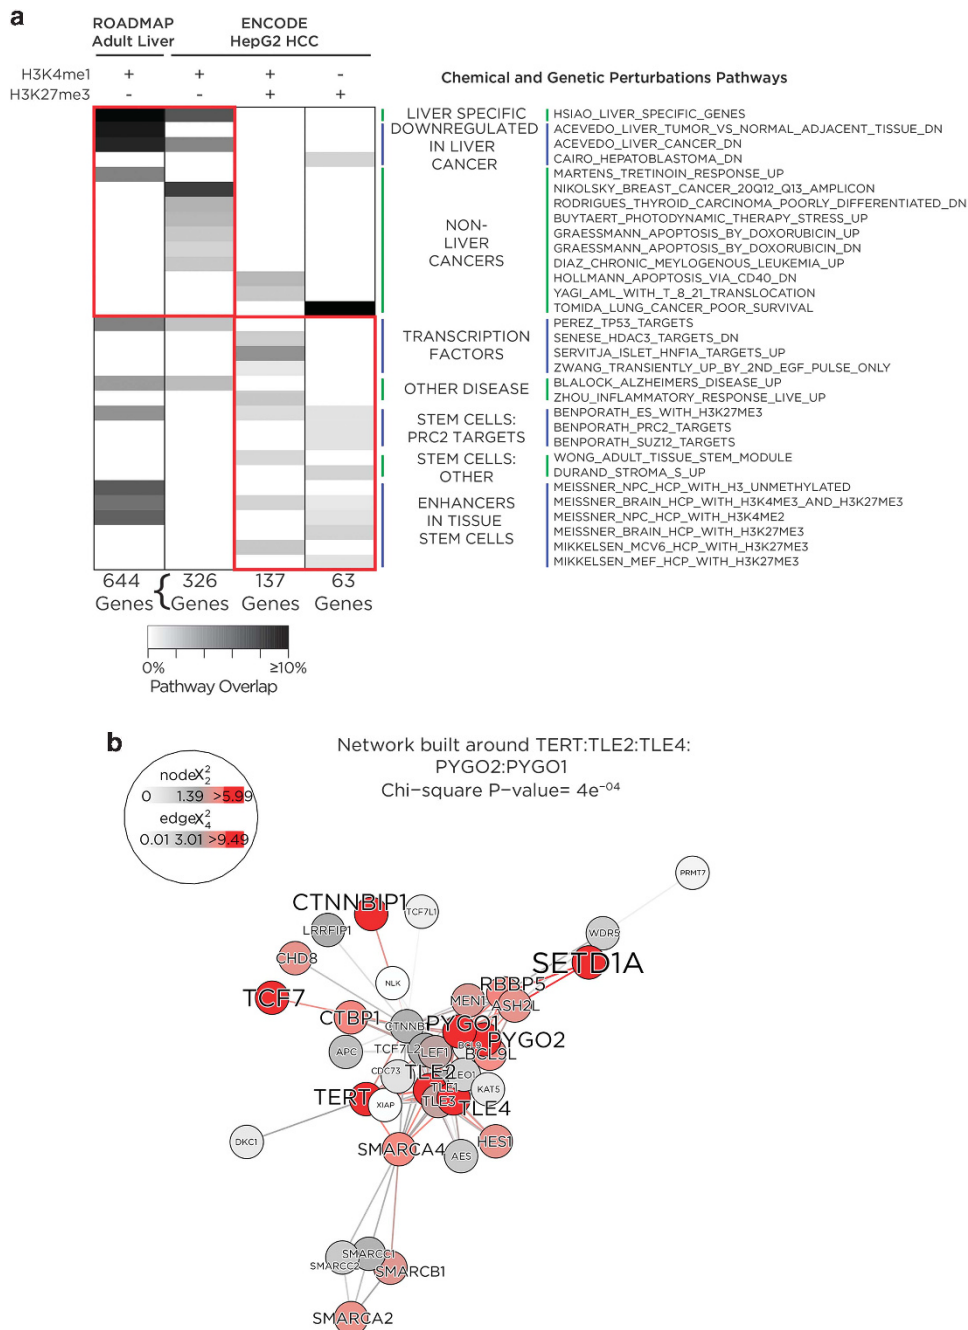 a
ROADMAP
Adult Liver
ENCODE
HepG2 HCC
H3K4me1 + + + -
H3K27me3 - - + +
Chemical and Genetic Perturbations Pathways
LIVER SPECIFIC
DOWNREGULATED
IN LIVER
CANCER
NON-
LIVER
CANCERS
TRANSCRIPTION
FACTORS
OTHER DISEASE
STEM CELLS:
PRC2 TARGETS
STEM CELLS:
OTHER
ENHANCERS
IN TISSUE
STEM CELLS
HSIAO_LIVER_SPECIFIC_GENES
ACEVEDO_LIVER_TUMOR_VS_NORMAL_ADJACENT_TISSUE_DN
ACEVEDO_LIVER_CANCER_DN
CAIRO_HEPATOBLASTOMA_DN
MARTENS_TRETINOIN_RESPONSE_UP
NIKOLSKY_BREAST_CANCER_20Q12_Q13_AMPLICON
RODRIGUES_THYROID_CARCINOMA_POORLY_DIFFERENTIATED_DN
BUYTAERT_PHOTODYNAMIC_THERAPY_STRESS_UP
GRAESSMANN_APOPTOSIS_BY_DOXORUBICIN_UP
GRAESSMANN_APOPTOSIS_BY_DOXORUBICIN_DN
DIAZ_CHRONIC_MEYLOGENOUS_LEUKEMIA_UP
HOLLMANN_APOPTOSIS_VIA_CD40_DN
YAGI_AML_WITH_T_8_21_TRANSLOCATION
TOMIDA_LUNG_CANCER_POOR_SURVIVAL
PEREZ_TP53_TARGETS
SENESE_HDAC3_TARGETS_DN
SERVITJA_ISLET_HNF1A_TARGETS_UP
ZWANG_TRANSIENTLY_UP_BY_2ND_EGF_PULSE_ONLY
BLALOCK_ALZHEIMERS_DISEASE_UP
ZHOU_INFLAMMATORY_RESPONSE_LIVE_UP
BENPORATH_ES_WITH_H3K27ME3
BENPORATH_PRC2_TARGETS
BENPORATH_SUZ12_TARGETS
WONG_ADULT_TISSUE_STEM_MODULE
DURAND_STROMA_S_UP
MEISSNER_NPC_HCP_WITH_H3_UNMETHYLATED
MEISSNER_BRAIN_HCP_WITH_H3K4ME3_AND_H3K27ME3
MEISSNER_NPC_HCP_WITH_H3K4ME2
MEISSNER_BRAIN_HCP_WITH_H3K27ME3
MIKKELSEN_MCV6_HCP_WITH_H3K27ME3
MIKKELSEN_MEF_HCP_WITH_H3K27ME3
644 { 326 137 63
Genes Genes Genes Genes
0% ≥10%
Pathway Overlap
b
Network built around TERT:TLE2:TLE4:
PYGO2:PYGO1
Chi-square P-value= 4e⁻⁰⁴
nodeX²₂
0 1.39 >5.99
edgeX²₄
0.01 3.01 >9.49
PRMT7
CTNNBIP1
TCF7L1
LRRFIP1
WDR5
CHD8
SETD1A
NLK
RBBP5
TCF7
MEN1
ASH2L
CTBP1
CTNNB1
PYGO1
PYGO2
BCL9
APC
TCF7L2
LEF1
BCL9L
CDC73
TLE2
LEO1
TLE1
KAT5
TERT
XIAP
TLE3
TLE4
DKC1
SMARCA4
HES1
AES
SMARCC1
SMARCC2
SMARCB1
SMARCA2